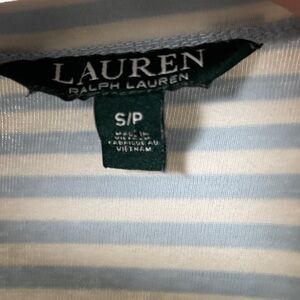 LAUREN
RALPH LAUREN
S/P
MADE IN
VIETNAM
FABRIQUÉ AU
VIETNAM